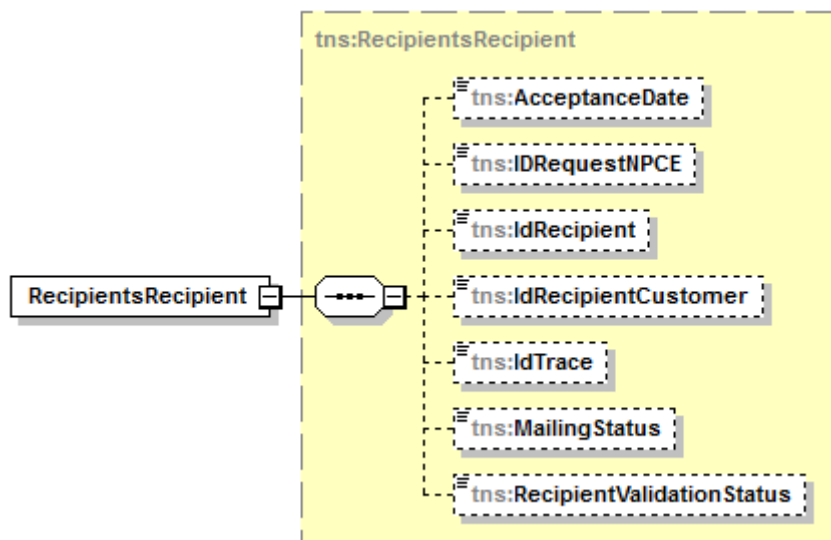 tns:RecipientsRecipient
tns:AcceptanceDate
tns:IDRequestNPCE
tns:IdRecipient
RecipientsRecipient
tns:IdRecipientCustomer
tns:IdTrace
tns:MailingStatus
tns:RecipientValidationStatus